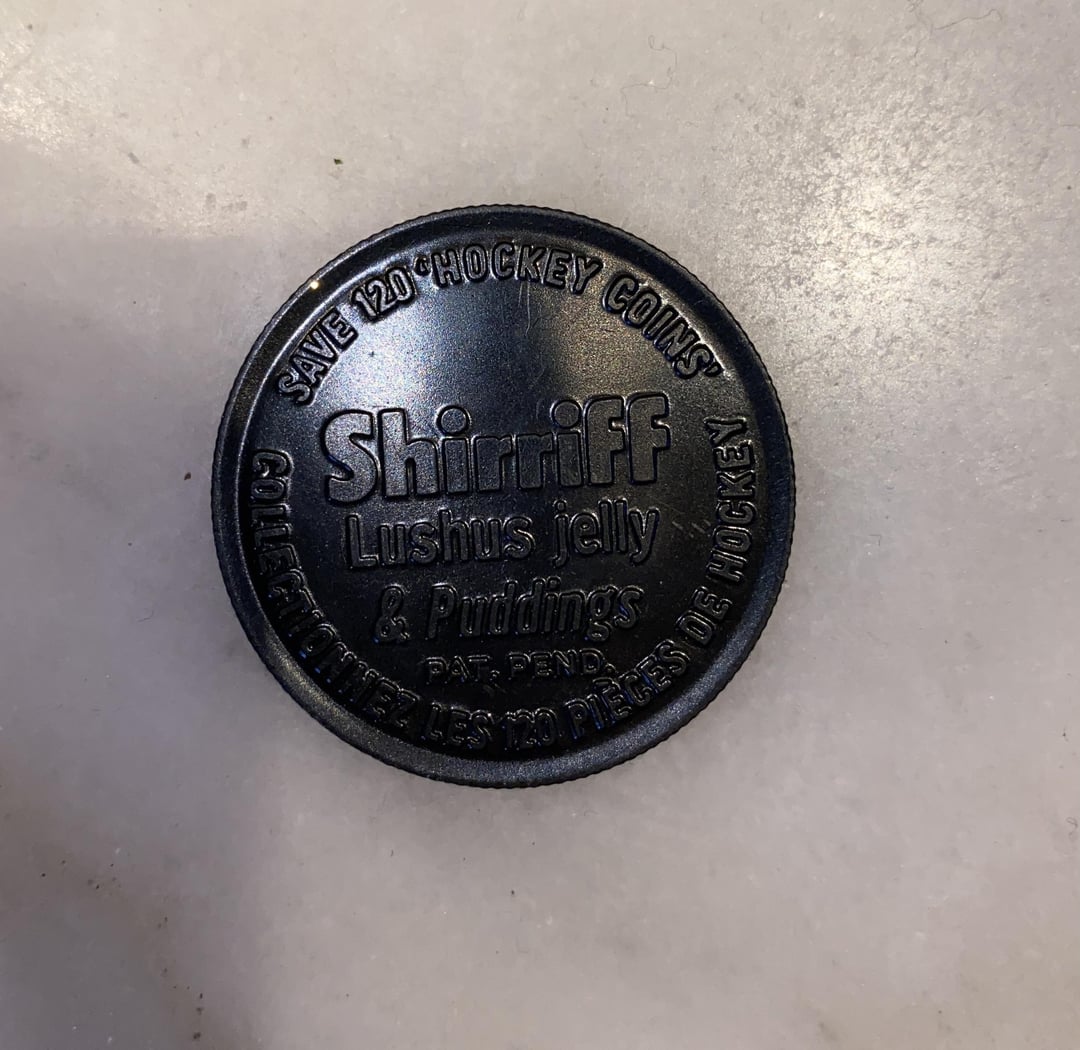 SAVE 120 'HOCKEY COINS'
Shirriff
Lushus jelly
& Puddings
PAT. PEND.
COLLECTIONNEZ LES 120 PIÈCES DE HOCKEY